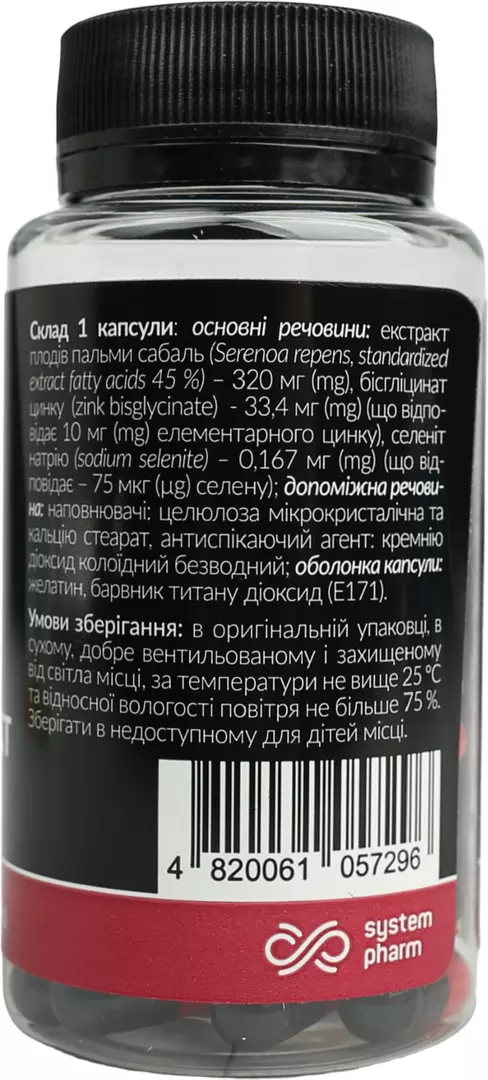 Склад 1 капсули: основні речовини: екстракт
плодів пальми сабаль (Serenoa repens, standardized
extract fatty acids 45 %) – 320 мг (mg), бісгліцинат
цинку (zink bisglycinate) - 33,4 мг (mg) (що відпо-
відає 10 мг (mg) елементарного цинку), селеніт
натрію (sodium selenite) – 0,167 мг (mg) (що від-
повідає – 75 мкг (µg) селену); допоміжна речови-
на: наповнювачі: целюлоза мікрокристалічна та
кальцію стеарат, антиспікаючий агент: кремнію
діоксид колоїдний безводний; оболонка капсули:
желатин, барвник титану діоксид (Е171).
Умови зберігання: в оригінальній упаковці, в
сухому, добре вентильованому і захищеному
від світла місці, за температури не вище 25 °С
та відносної вологості повітря не більше 75 %.
Зберігати в недоступному для дітей місці.
4 820061 057296
system
pharm